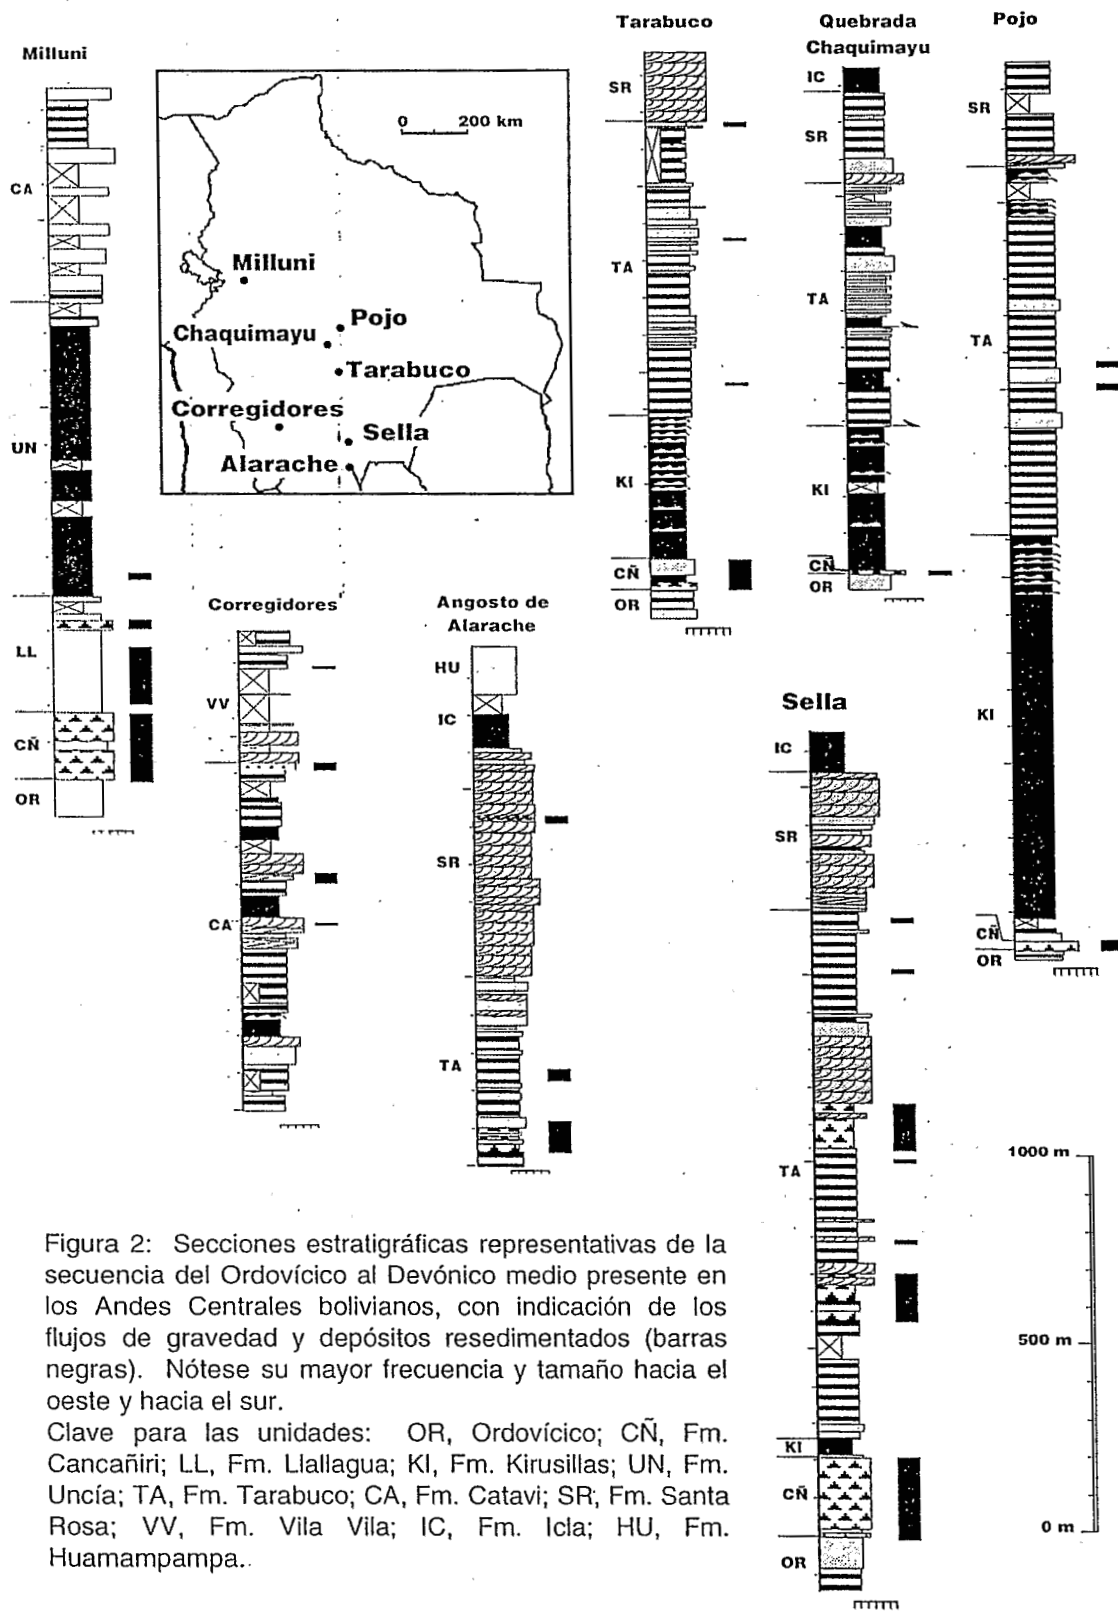 Milluni
CA
UN
LL
CÑ
OR
0 200 km
Milluni
Pojo
Chaquimayu
Tarabuco
Corregidores
Sella
Alarache
Tarabuco
SR
TA
KI
CÑ
OR
Quebrada
Chaquimayu
IC
SR
TA
KI
CÑ
OR
Pojo
SR
TA
KI
CÑ
OR
Corregidores
VV
CA
Angosto de
Alarache
HU
IC
SR
TA
Sella
IC
SR
TA
KI
CÑ
OR
1000 m
500 m
0 m
Figura 2: Secciones estratigráficas representativas de la
secuencia del Ordovícico al Devónico medio presente en
los Andes Centrales bolivianos, con indicación de los
flujos de gravedad y depósitos resedimentados (barras
negras). Nótese su mayor frecuencia y tamaño hacia el
oeste y hacia el sur.
Clave para las unidades: OR, Ordovícico; CÑ, Fm.
Cancañiri; LL, Fm. Llallagua; KI, Fm. Kirusillas; UN, Fm.
Uncía; TA, Fm. Tarabuco; CA, Fm. Catavi; SR, Fm. Santa
Rosa; VV, Fm. Vila Vila; IC, Fm. Icla; HU, Fm.
Huamampampa.